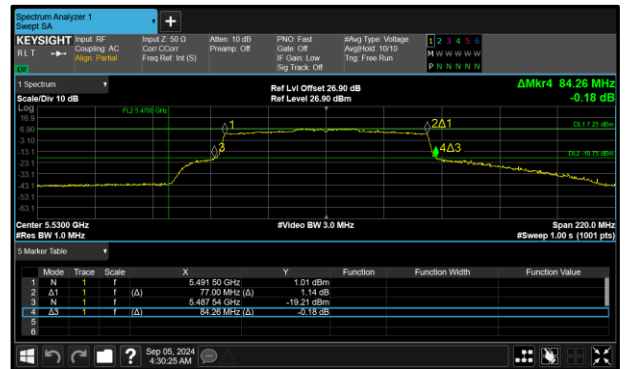 Spectrum Analyzer 1
Swept SA
+
KEYSIGHT Input: RF Input Z: 50 Ω Atten: 10 dB PNO: Fast #Avg Type: Voltage 1 2 3 4 5 6
RLT Coupling: AC Corr CCorr Preamp: Off Gate: Off Avg|Hold: 10/10 M W W W W W
Align: Partial Freq Ref: Int (S) IF Gain: Low Trig: Free Run
Sig Track: Off P N N N N N
LXI
1 Spectrum Ref Lvl Offset 26.90 dB ΔMkr4 84.26 MHz
Scale/Div 10 dB Ref Level 26.90 dBm -0.18 dB
Log
16.9 FL2 5.4700 GHz
6.90 1 2Δ1 DL1 7.25 dBm
-3.10
-13.1 3 4Δ3 DL2 -18.75 dBm
-23.1
-33.1
-43.1
-53.1
-63.1
Center 5.5300 GHz #Video BW 3.0 MHz Span 220.0 MHz
#Res BW 1.0 MHz #Sweep 1.00 s (1001 pts)
5 Marker Table
Mode Trace Scale X Y Function Function Width Function Value
1 N 1 f 5.491 50 GHz 1.01 dBm
2 Δ1 1 f (Δ) 77.00 MHz (Δ) 1.14 dB
3 N 1 f 5.487 54 GHz -19.21 dBm
4 Δ3 1 f (Δ) 84.26 MHz (Δ) -0.18 dB
5
6
? Sep 05, 2024
4:30:25 AM